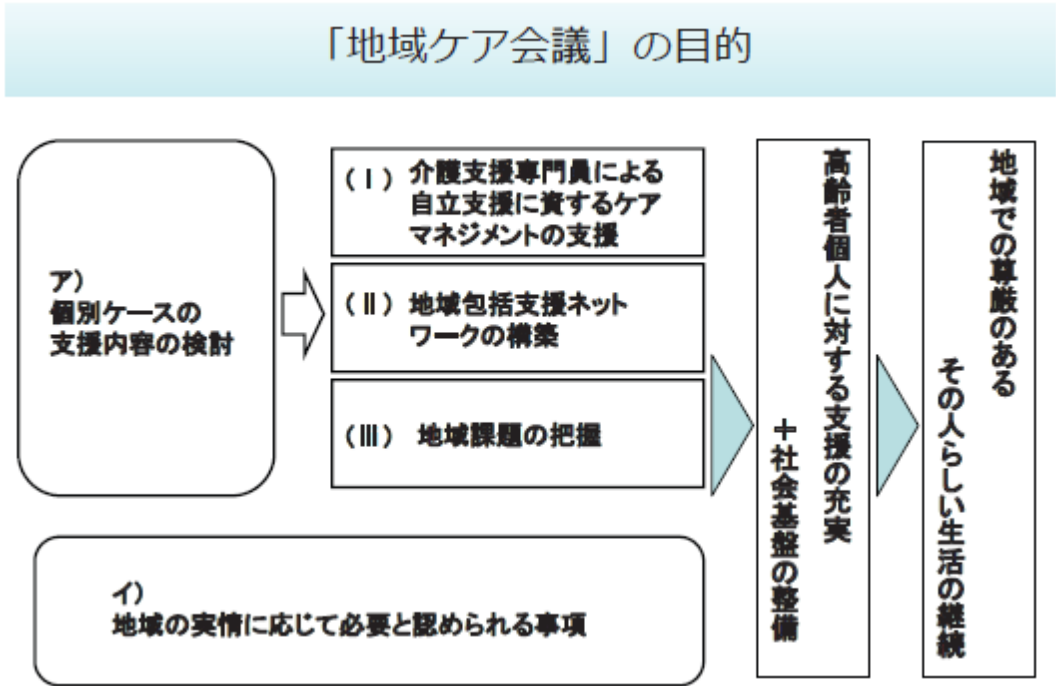 「地域ケア会議」の目的
ア)
個別ケースの
支援内容の検討
(Ⅰ) 介護支援専門員による
自立支援に資するケア
マネジメントの支援
(Ⅱ) 地域包括支援ネット
ワークの構築
(Ⅲ) 地域課題の把握
イ)
地域の実情に応じて必要と認められる事項
高齢者個人に対する支援の充実
+社会基盤の整備
地域での尊厳のある
その人らしい生活の継続